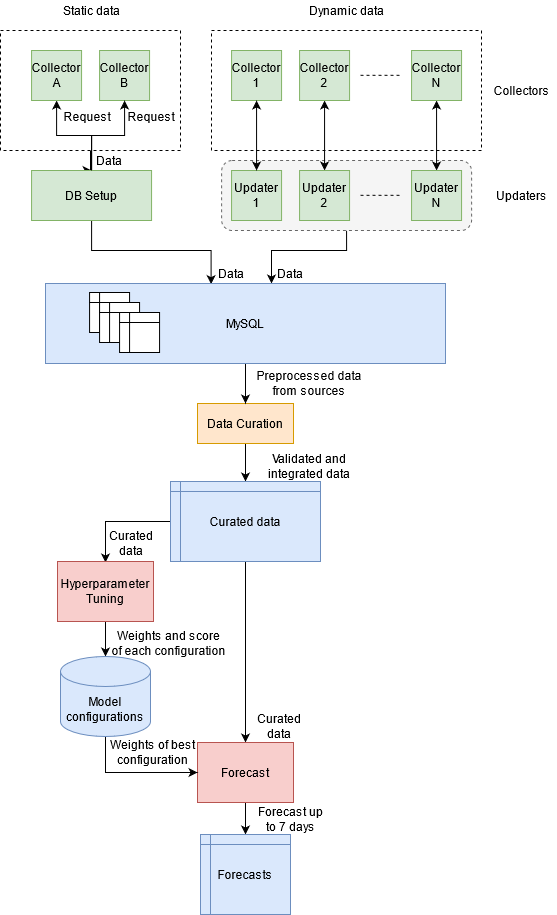 Static data
Dynamic data
Collector
A
Collector
B
Collector
1
Collector
2
Collector
N
Collectors
Request
Request
Data
DB Setup
Updater
1
Updater
2
Updater
N
Updaters
Data
Data
MySQL
Preprocessed data
from sources
Data Curation
Validated and
integrated data
Curated data
Curated
data
Hyperparameter
Tuning
Weights and score
of each configuration
Model
configurations
Weights of best
configuration
Curated
data
Forecast
Forecast up
to 7 days
Forecasts